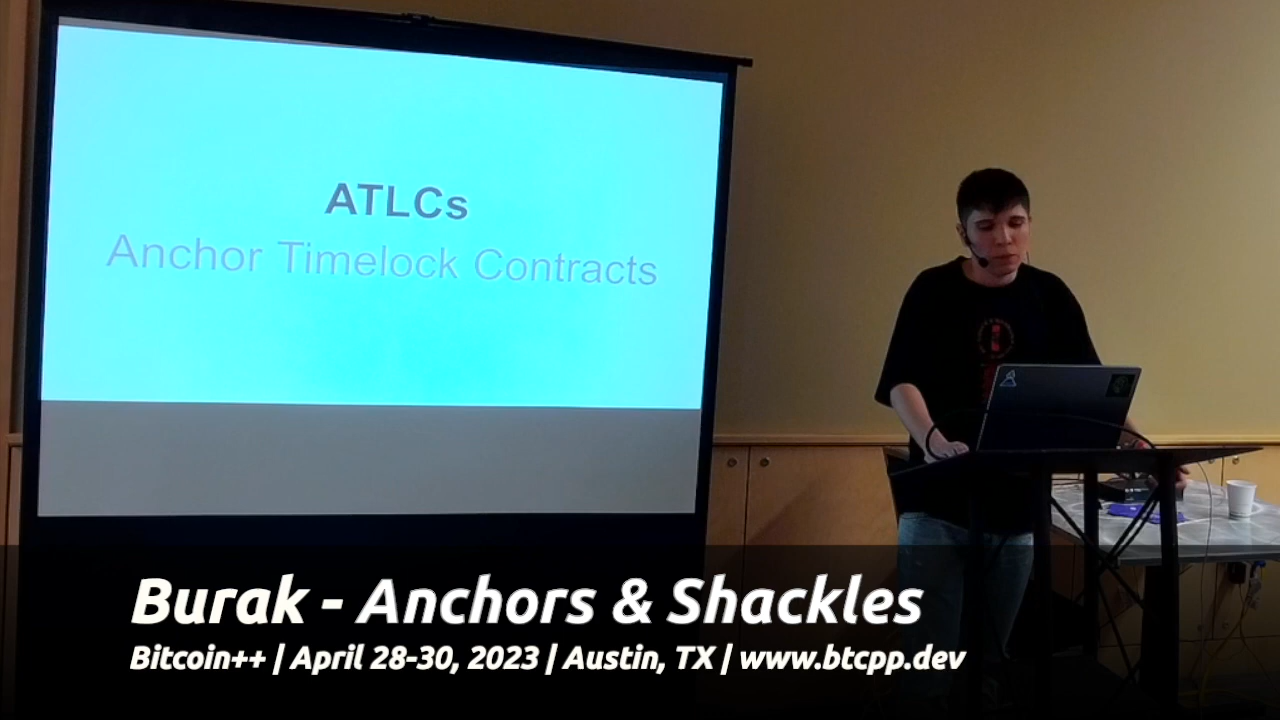 ATLCs
Anchor Timelock Contracts
Burak - Anchors & Shackles
Bitcoin++ | April 28-30, 2023 | Austin, TX | www.btcpp.dev